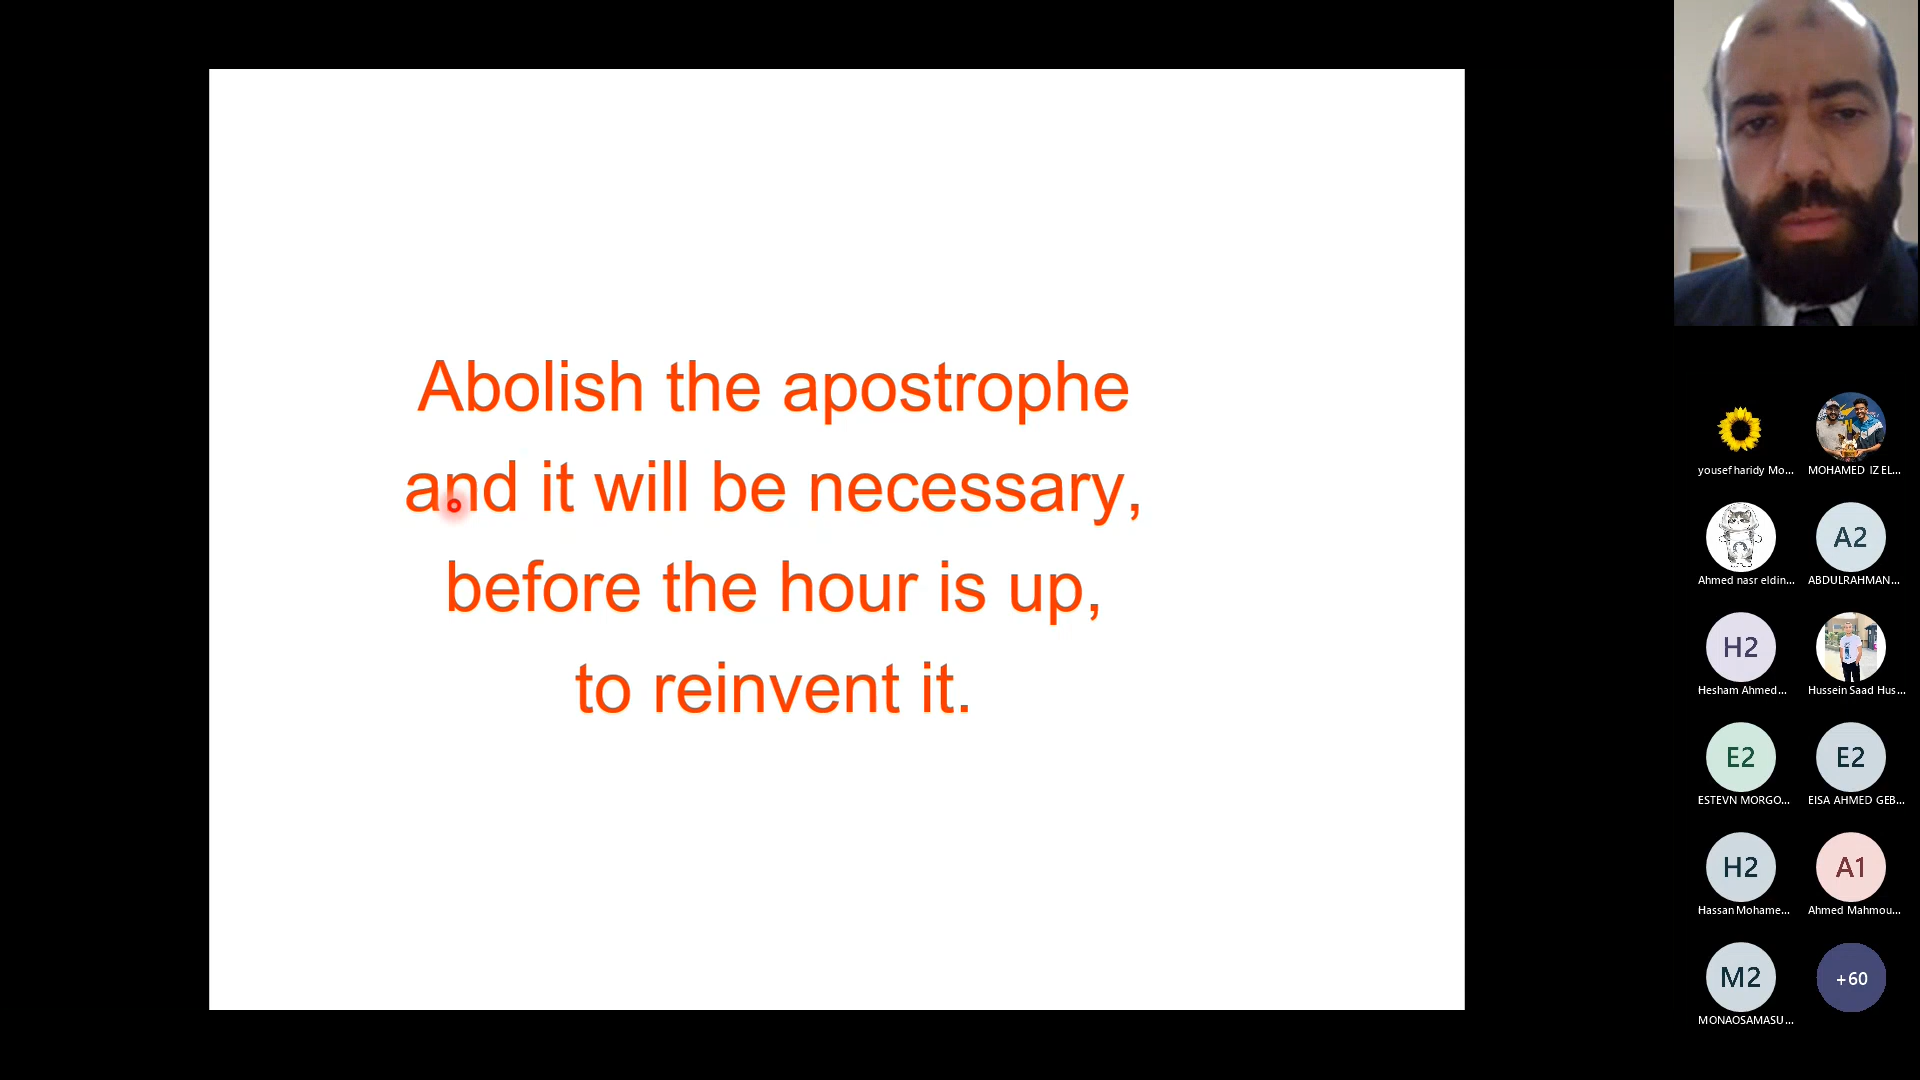 Abolish the apostrophe
and it will be necessary,
before the hour is up,
to reinvent it.
yousef haridy Mo...
MOHAMED IZ EL...
Ahmed nasr eldin...
A2
ABDULRAHMAN...
H2
Hesham Ahmed...
Hussein Saad Hus...
E2
ESTEVN MORGO...
E2
EISA AHMED GEB...
H2
Hassan Mohame...
A1
Ahmed Mahmou...
M2
MONAOSAMASU...
+60